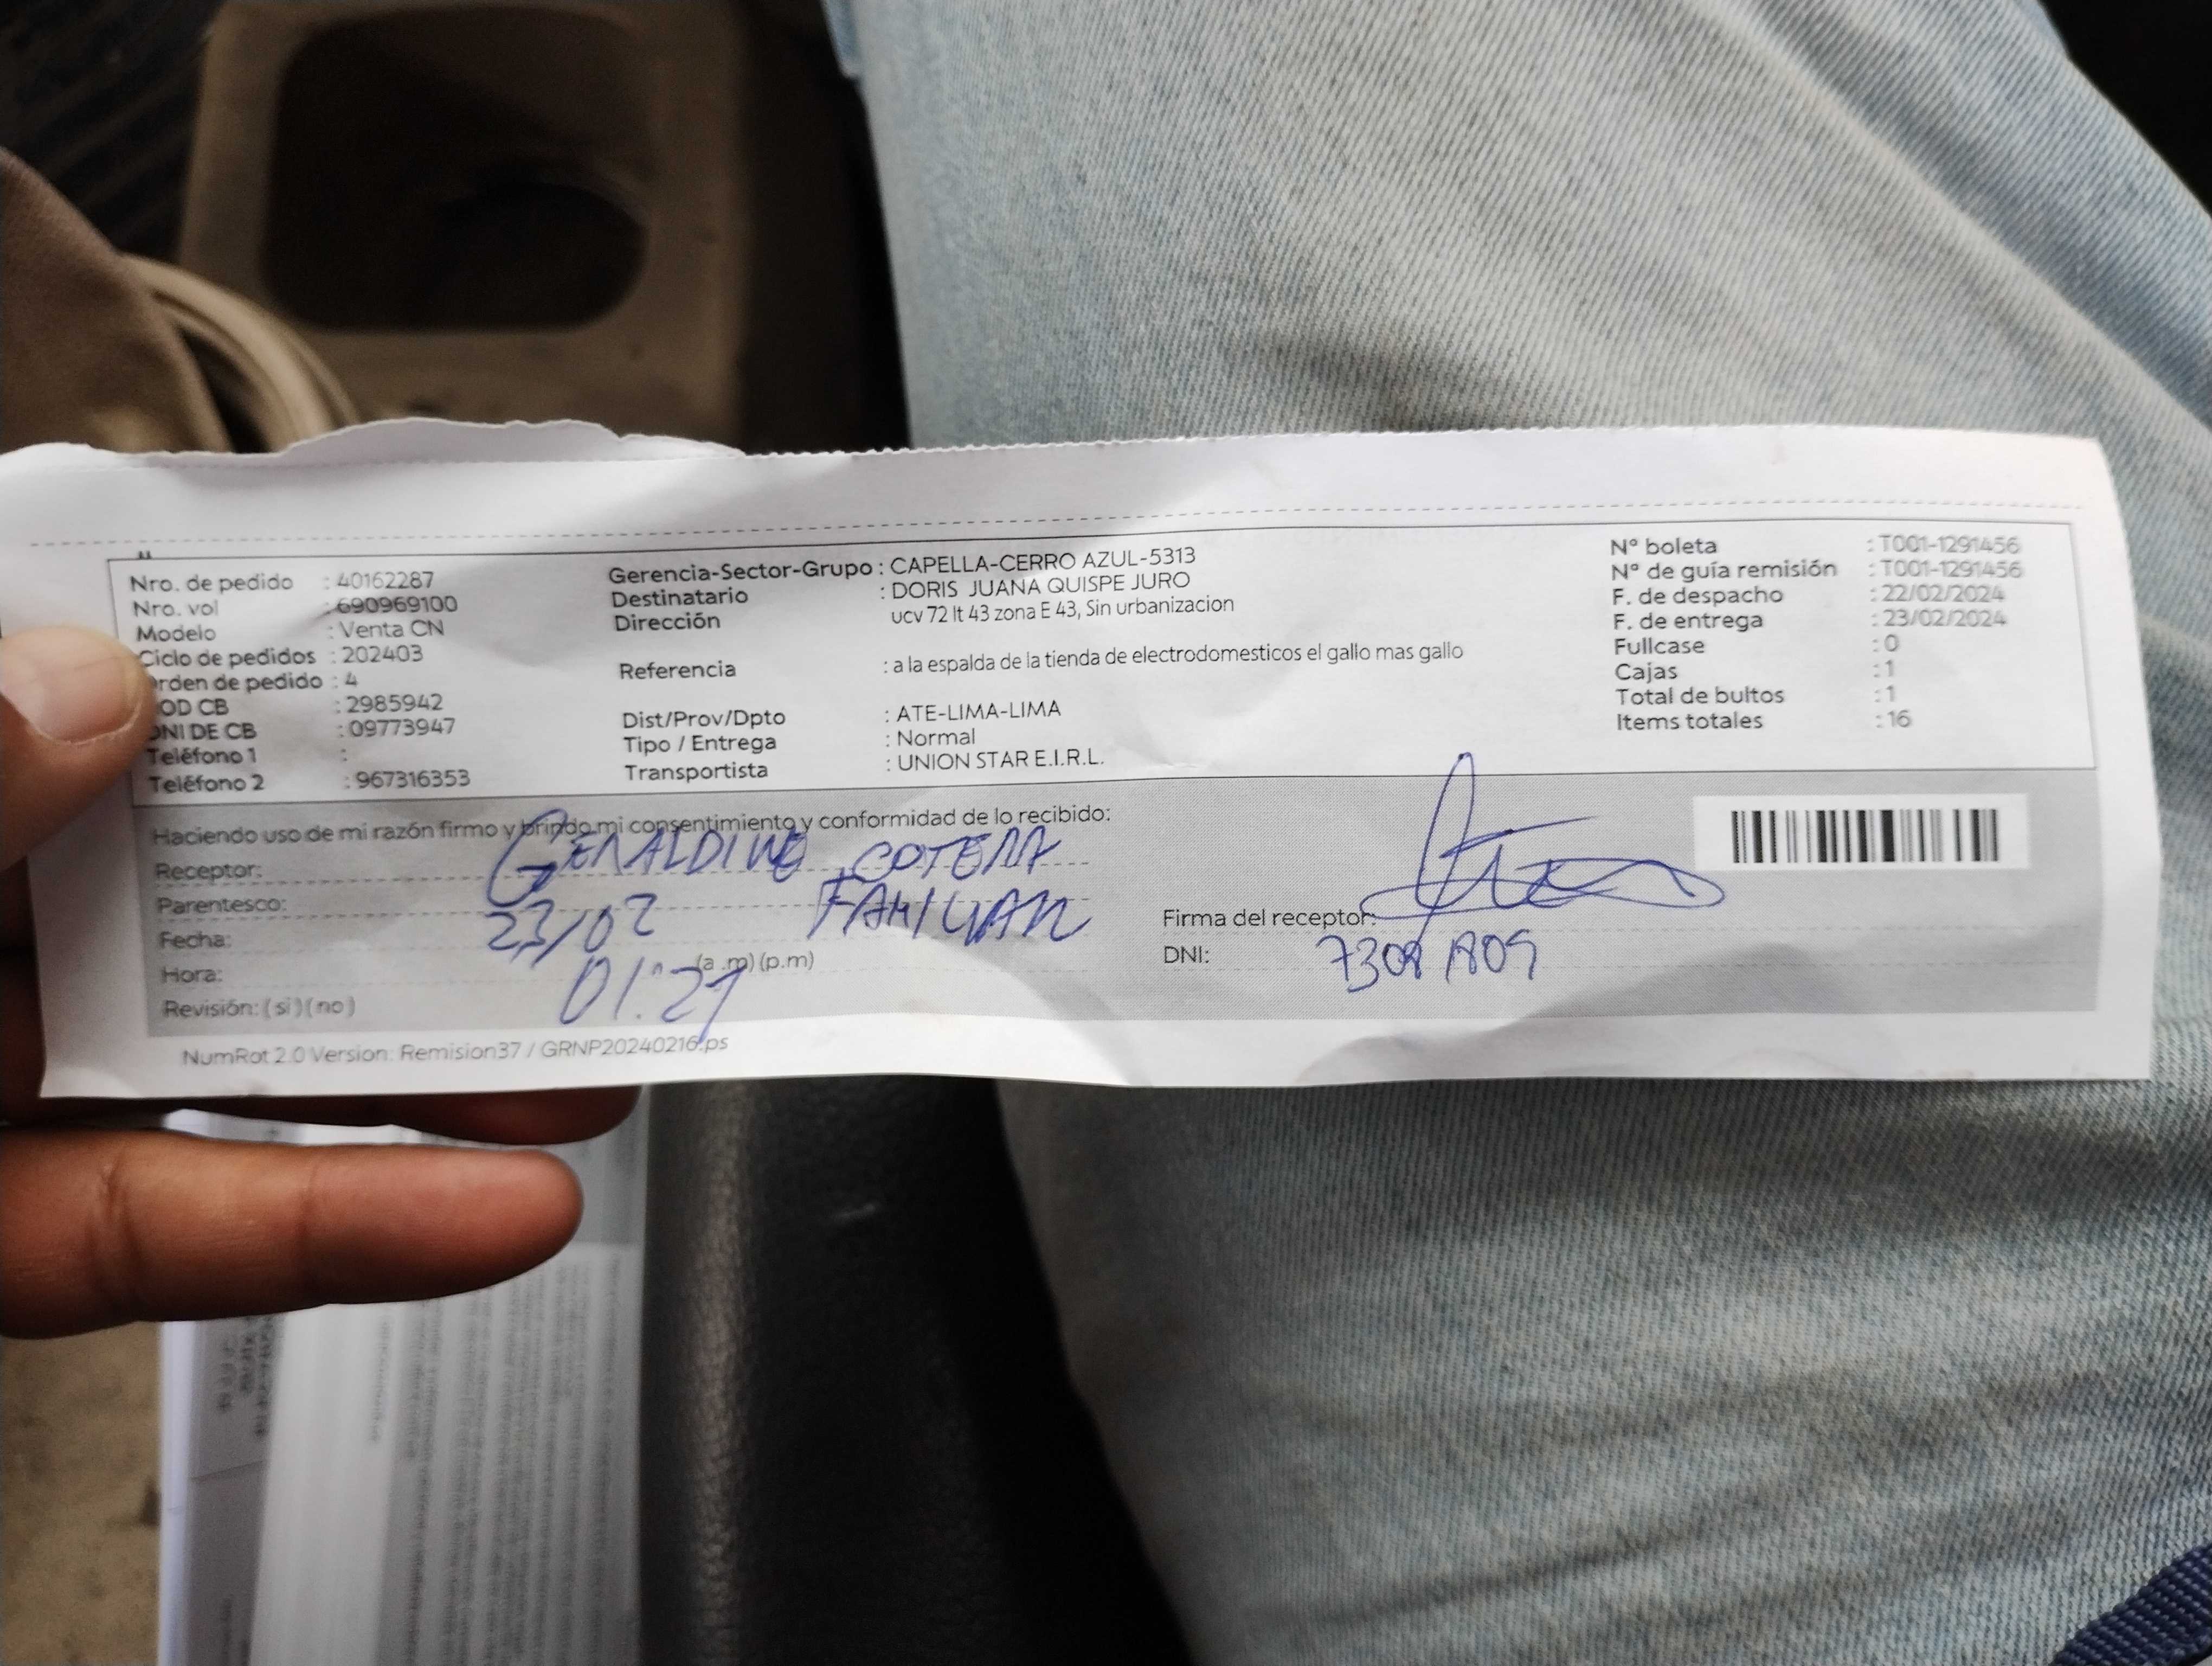 Nro. de pedido : 40162287
Nro. vol : 690969100
Modelo : Venta CN
Ciclo de pedidos : 202403
rden de pedido : 4
OD CB : 2985942
DNI DE CB : 09773947
Teléfono 1 :
Teléfono 2 : 967316353
Gerencia-Sector-Grupo : CAPELLA-CERRO AZUL-5313
Destinatario : DORIS JUANA QUISPE JURO
Dirección ucv 72 lt 43 zona E 43, Sin urbanizacion
Referencia : a la espalda de la tienda de electrodomesticos el gallo mas gallo
Dist/Prov/Dpto : ATE-LIMA-LIMA
Tipo / Entrega : Normal
Transportista : UNION STAR E.I.R.L.
Nº boleta : T001-1291456
Nº de guía remisión : T001-1291456
F. de despacho : 22/02/2024
F. de entrega : 23/02/2024
Fullcase : 0
Cajas : 1
Total de bultos : 1
Items totales : 16
Haciendo uso de mi razón firmo y brindo mi consentimiento y conformidad de lo recibido:
Receptor: GERALDINE COTERA
Parentesco: FAMILIAR
Fecha: 23/02
Hora: 01:27 (a .m) (p.m)
Revisión: ( si ) ( no )
Firma del receptor:
DNI:
NumRot 2.0 Version: Remision37 / GRNP20240216.ps